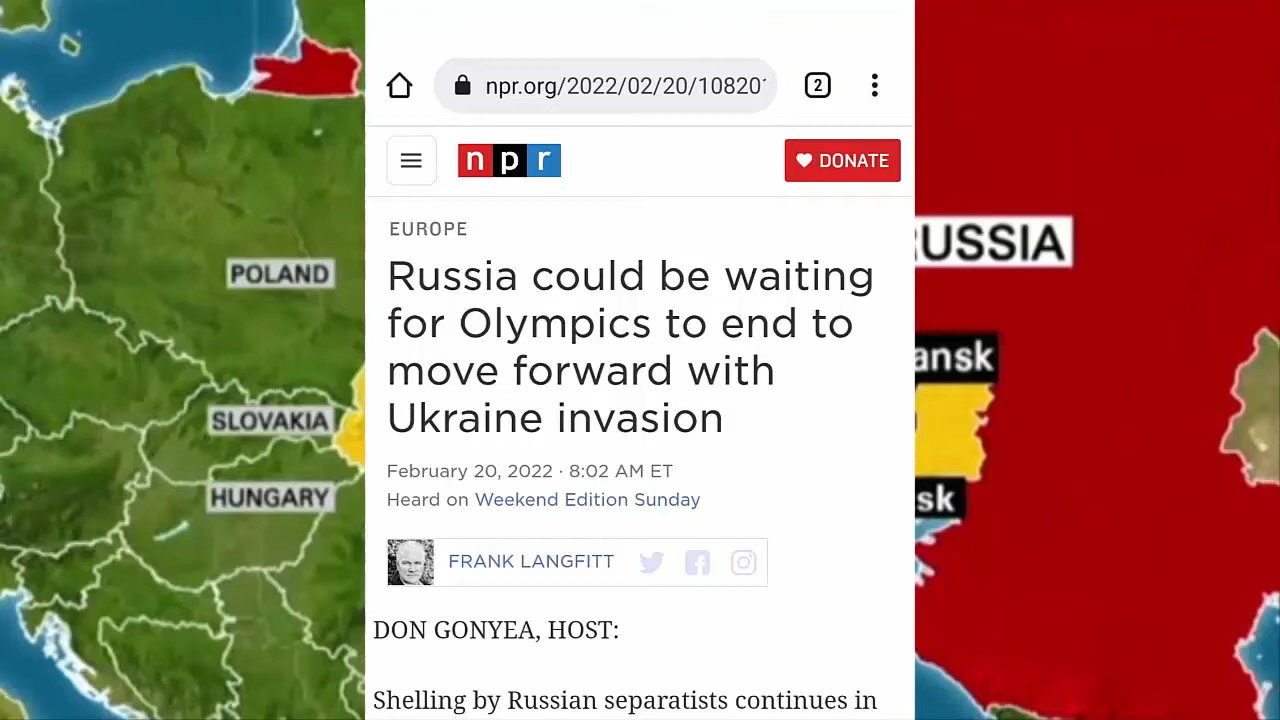 2
npr.org/2022/02/20/10820
npr
DONATE
EUROPE
Russia could be waiting
for Olympics to end to
move forward with
Ukraine invasion
February 20, 2022 · 8:02 AM ET
Heard on Weekend Edition Sunday
FRANK LANGFITT
DON GONYEA, HOST:
Shelling by Russian separatists continues in
POLAND
SLOVAKIA
HUNGARY
USSIA
ansk
sk